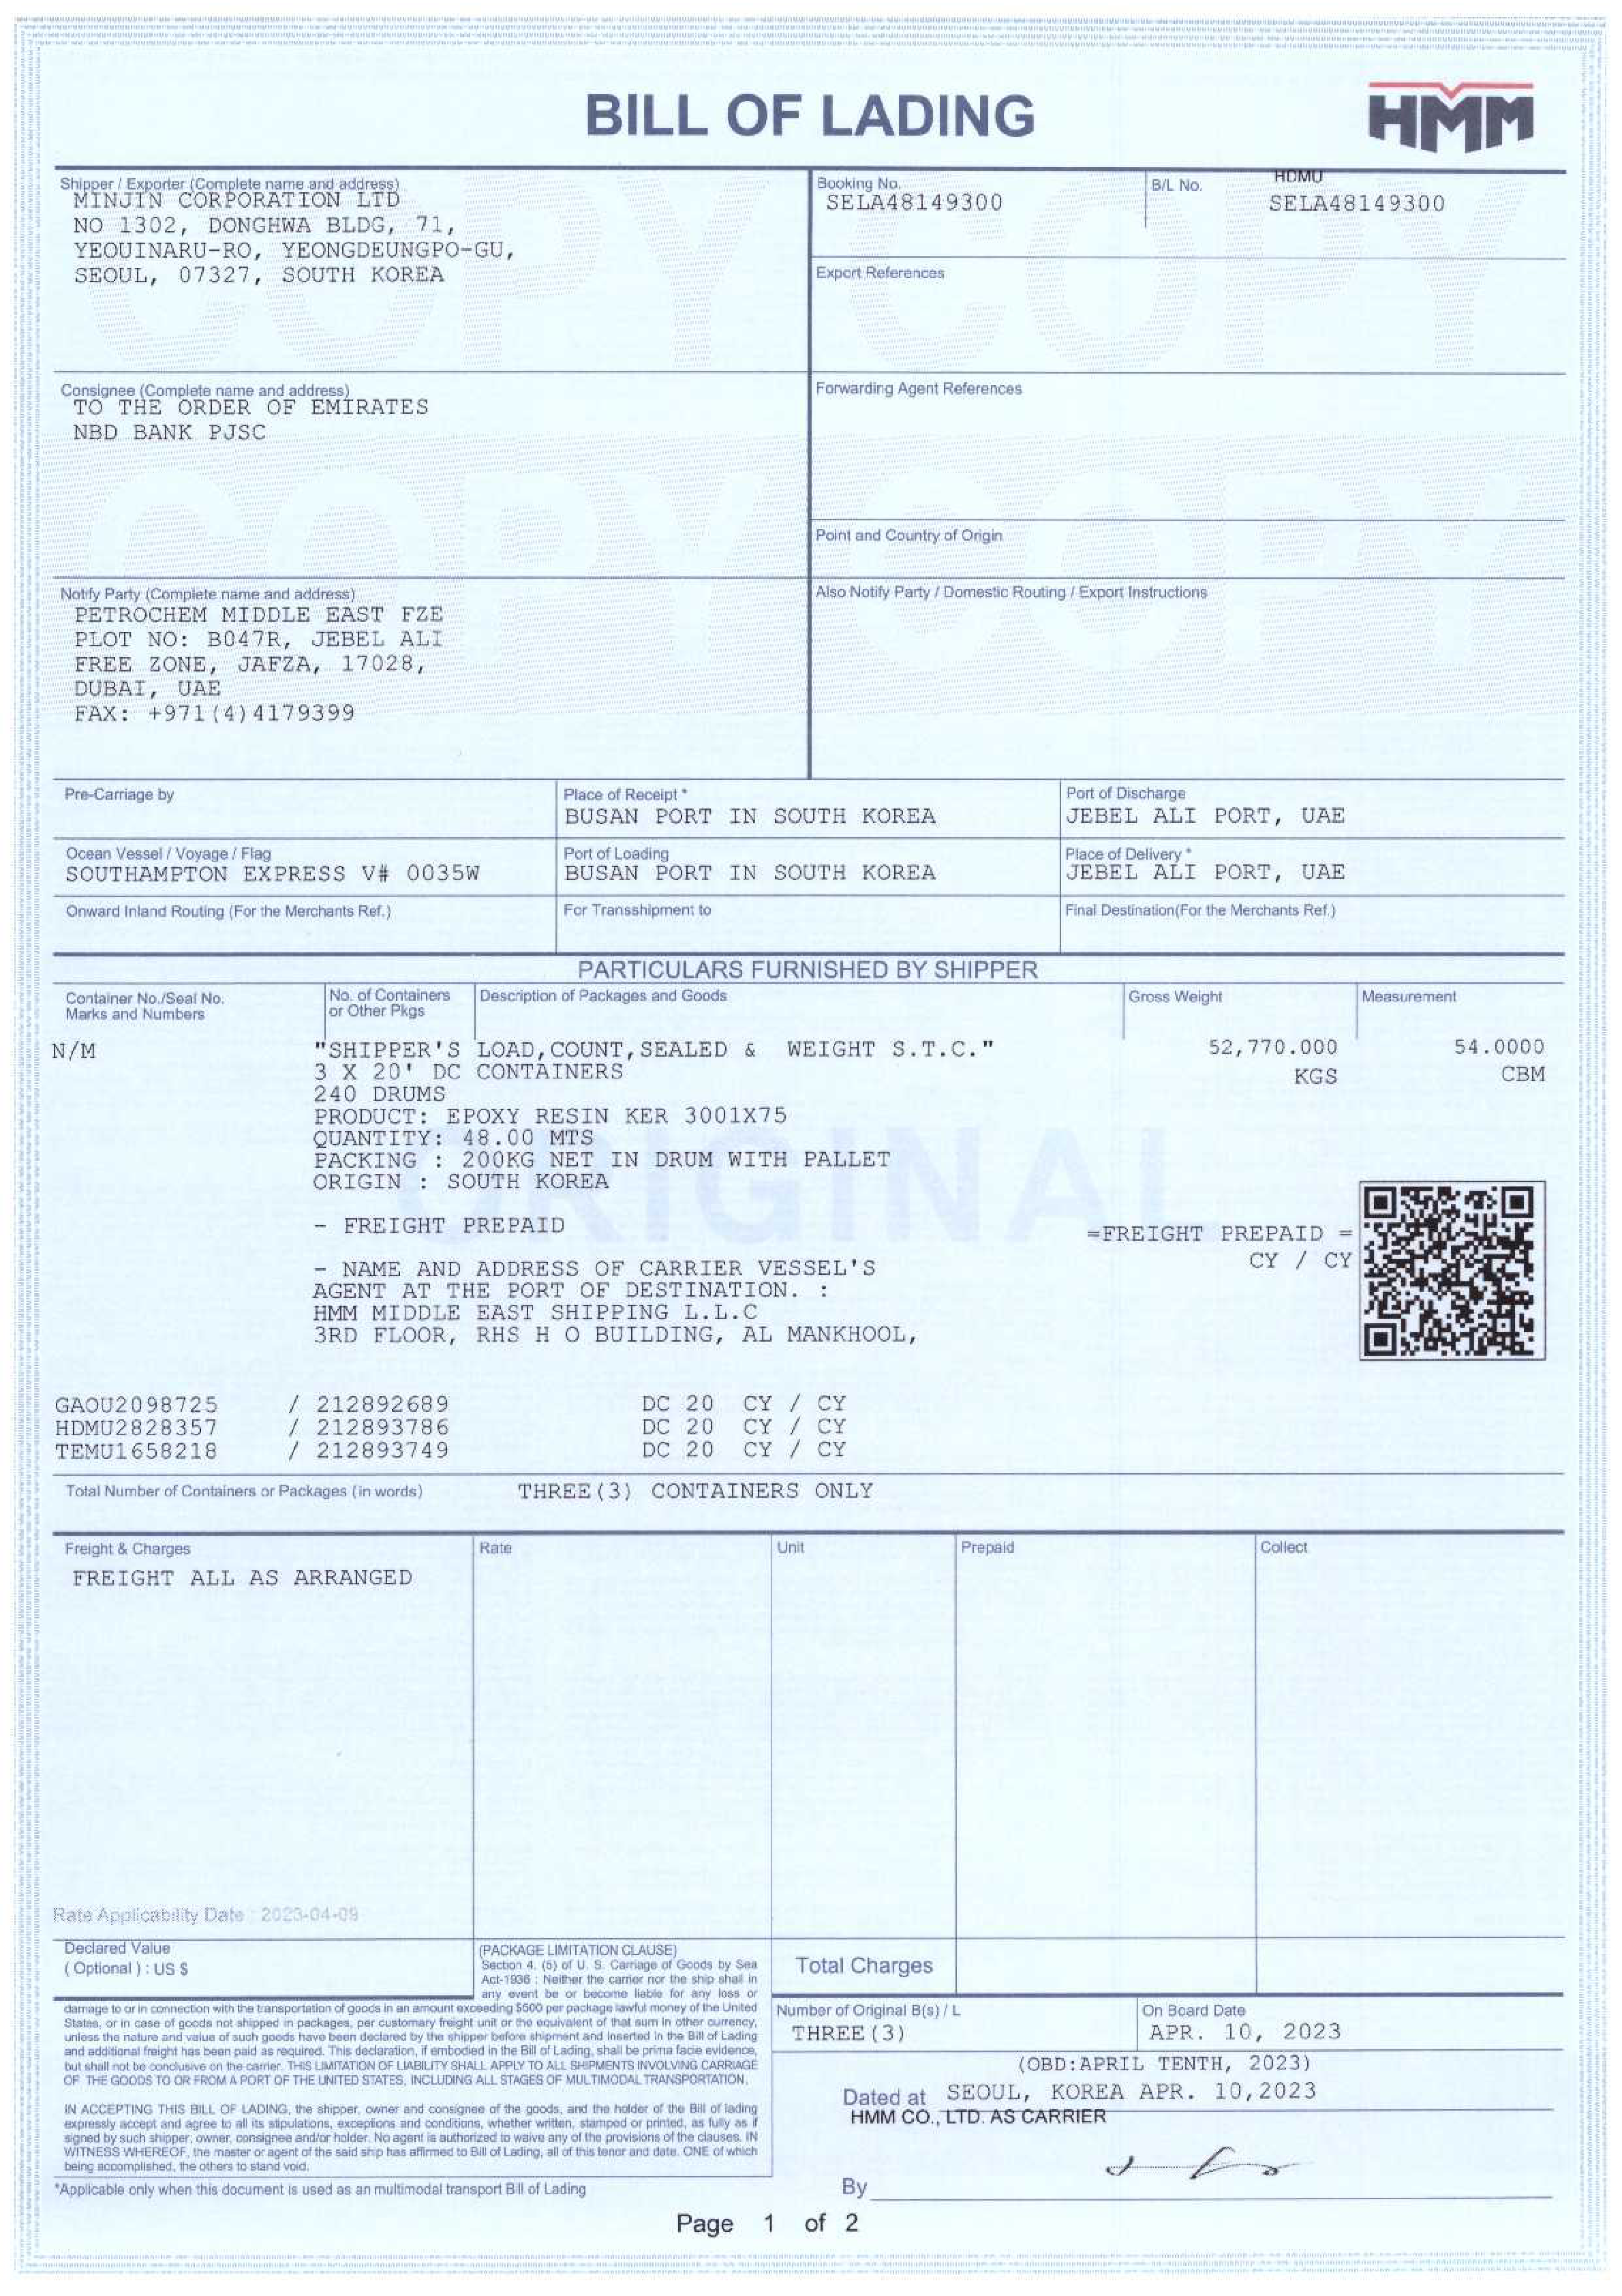 BILL OF LADING
HMM
Shipper / Exporter (Complete name and address)
MINJIN CORPORATION LTD
NO 1302, DONGHWA BLDG, 71,
YEOUINARU-RO, YEONGDEUNGPO-GU,
SEOUL, 07327, SOUTH KOREA
Booking No.
SELA48149300
B/L No.
HDMU
SELA48149300
Export References
Consignee (Complete name and address)
TO THE ORDER OF EMIRATES
NBD BANK PJSC
Forwarding Agent References
Point and Country of Origin
COPY COPY
COPY COPY
Notify Party (Complete name and address)
PETROCHEM MIDDLE EAST FZE
PLOT NO: B047R, JEBEL ALI
FREE ZONE, JAFZA, 17028,
DUBAI, UAE
FAX: +971(4)4179399
Also Notify Party / Domestic Routing / Export Instructions
Pre-Carriage by
Place of Receipt *
BUSAN PORT IN SOUTH KOREA
Port of Discharge
JEBEL ALI PORT, UAE
Ocean Vessel / Voyage / Flag
SOUTHAMPTON EXPRESS V# 0035W
Port of Loading
BUSAN PORT IN SOUTH KOREA
Place of Delivery *
JEBEL ALI PORT, UAE
Onward Inland Routing (For the Merchants Ref.)
For Transshipment to
Final Destination(For the Merchants Ref.)
PARTICULARS FURNISHED BY SHIPPER
Container No./Seal No.
Marks and Numbers
No. of Containers
or Other Pkgs
Description of Packages and Goods
Gross Weight
Measurement
N/M
"SHIPPER'S LOAD,COUNT,SEALED & WEIGHT S.T.C."
52,770.000
KGS
54.0000
CBM
3 X 20' DC CONTAINERS
240 DRUMS
PRODUCT: EPOXY RESIN KER 3001X75
QUANTITY: 48.00 MTS
PACKING : 200KG NET IN DRUM WITH PALLET
ORIGIN : SOUTH KOREA
ORIGINAL
- FREIGHT PREPAID
=FREIGHT PREPAID =
CY / CY
- NAME AND ADDRESS OF CARRIER VESSEL'S
AGENT AT THE PORT OF DESTINATION. :
HMM MIDDLE EAST SHIPPING L.L.C
3RD FLOOR, RHS H O BUILDING, AL MANKHOOL,
GAOU2098725 / 212892689 DC 20 CY / CY
HDMU2828357 / 212893786 DC 20 CY / CY
TEMU1658218 / 212893749 DC 20 CY / CY
Total Number of Containers or Packages (in words)
THREE(3) CONTAINERS ONLY
Freight & Charges
Rate
Unit
Prepaid
Collect
FREIGHT ALL AS ARRANGED
Rate Applicability Date : 2023-04-09
Declared Value
( Optional ) : US $
(PACKAGE LIMITATION CLAUSE)
Section 4. (5) of U. S. Carriage of Goods by Sea
Act-1936 : Neither the carrier nor the ship shall in
any event be or become liable for any loss or
damage to or in connection with the transportation of goods in an amount exceeding $500 per package lawful money of the United
States, or in case of goods not shipped in packages, per customary freight unit or the equivalent of that sum in other currency,
unless the nature and value of such goods have been declared by the shipper before shipment and inserted in the Bill of Lading
and additional freight has been paid as required. This declaration, if embodied in the Bill of Lading, shall be prima facie evidence,
but shall not be conclusive on the carrier. THIS LIMITATION OF LIABILITY SHALL APPLY TO ALL SHIPMENTS INVOLVING CARRIAGE
OF THE GOODS TO OR FROM A PORT OF THE UNITED STATES, INCLUDING ALL STAGES OF MULTIMODAL TRANSPORTATION.
IN ACCEPTING THIS BILL OF LADING, the shipper, owner and consignee of the goods, and the holder of the Bill of lading
expressly accept and agree to all its stipulations, exceptions and conditions, whether written, stamped or printed, as fully as if
signed by such shipper, owner, consignee and/or holder. No agent is authorized to waive any of the provisions of the clauses. IN
WITNESS WHEREOF, the master or agent of the said ship has affirmed to Bill of Lading, all of this tenor and date. ONE of which
being accomplished, the others to stand void.
*Applicable only when this document is used as an multimodal transport Bill of Lading
Total Charges
Number of Original B(s) / L
THREE(3)
On Board Date
APR. 10, 2023
(OBD:APRIL TENTH, 2023)
Dated at SEOUL, KOREA APR. 10,2023
HMM CO., LTD. AS CARRIER
By
Page 1 of 2